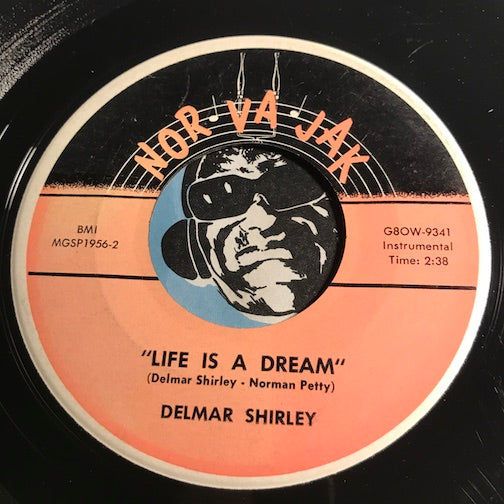 NOR·VA·JAK
BMI
MGSP1956-2
G8OW-9341
Instrumental
Time: 2:38
"LIFE IS A DREAM"
(Delmar Shirley - Norman Petty)
DELMAR SHIRLEY